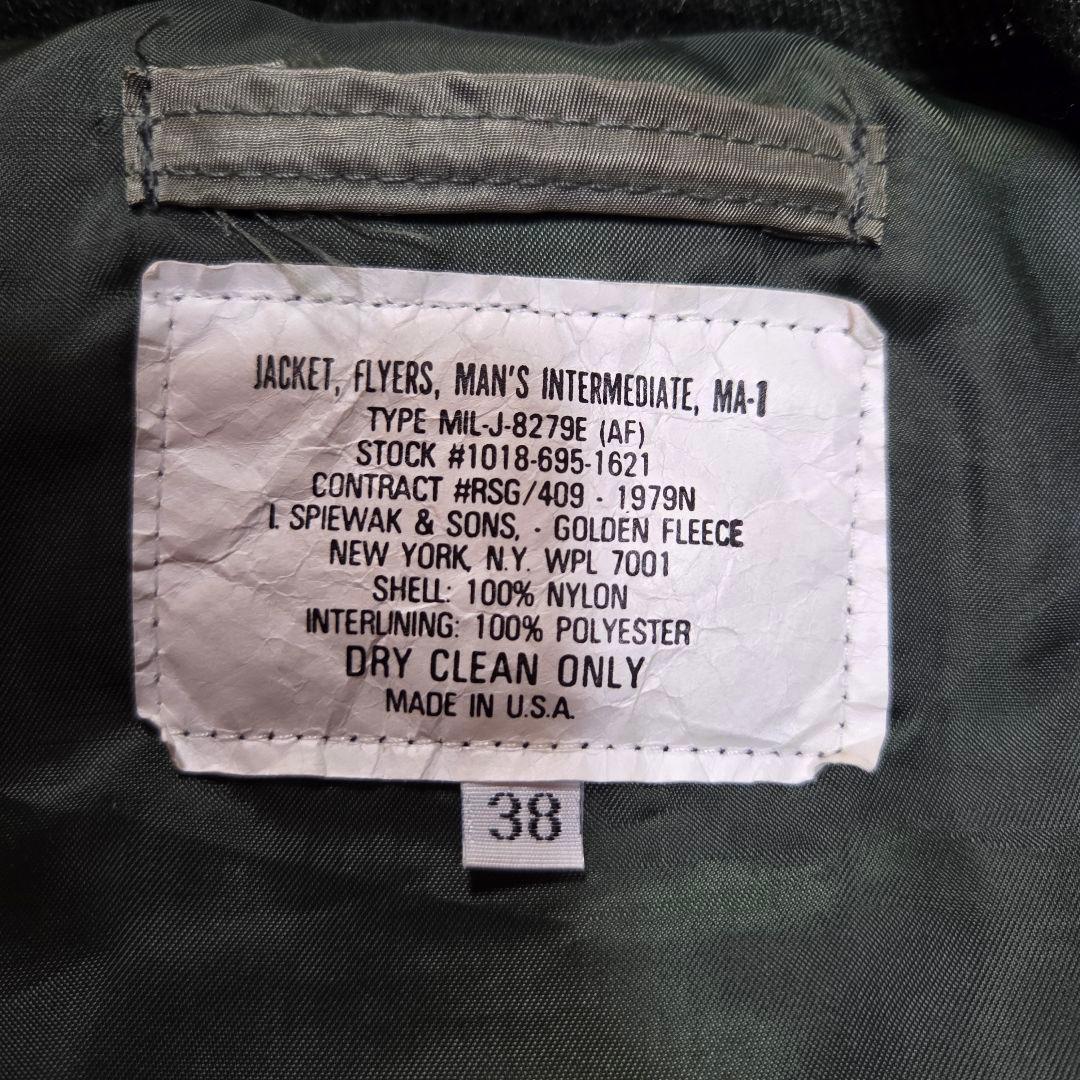 JACKET, FLYERS, MAN'S INTERMEDIATE, MA-1
TYPE MIL-J-8279E (AF)
STOCK #1018-695-1621
CONTRACT #RSG/409 - 1979N
I. SPIEWAK & SONS, - GOLDEN FLEECE
NEW YORK, N.Y. WPL 7001
SHELL: 100% NYLON
INTERLINING: 100% POLYESTER
DRY CLEAN ONLY
MADE IN U.S.A.
38